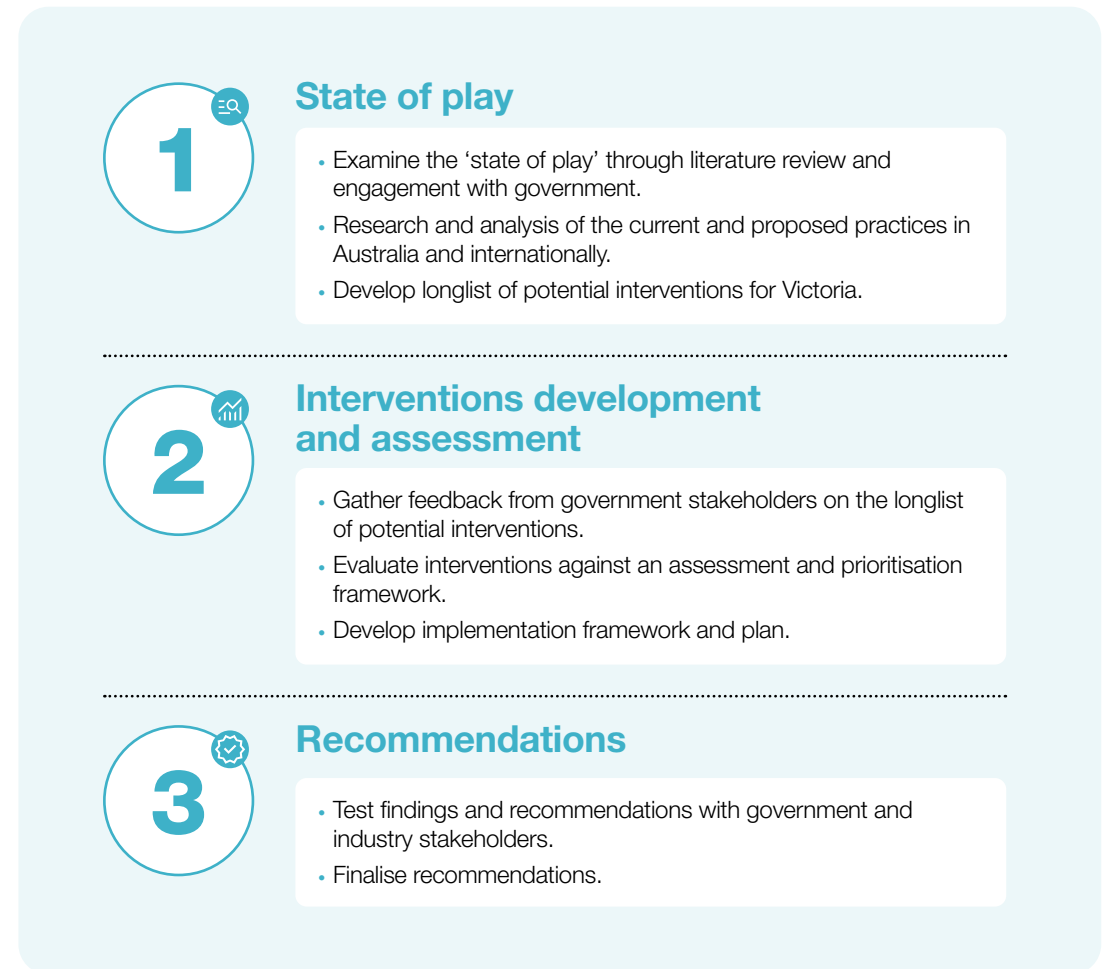 1
State of play
• Examine the ‘state of play’ through literature review and
engagement with government.
• Research and analysis of the current and proposed practices in
Australia and internationally.
• Develop longlist of potential interventions for Victoria.
2
Interventions development
and assessment
• Gather feedback from government stakeholders on the longlist
of potential interventions.
• Evaluate interventions against an assessment and prioritisation
framework.
• Develop implementation framework and plan.
3
Recommendations
• Test findings and recommendations with government and
industry stakeholders.
• Finalise recommendations.